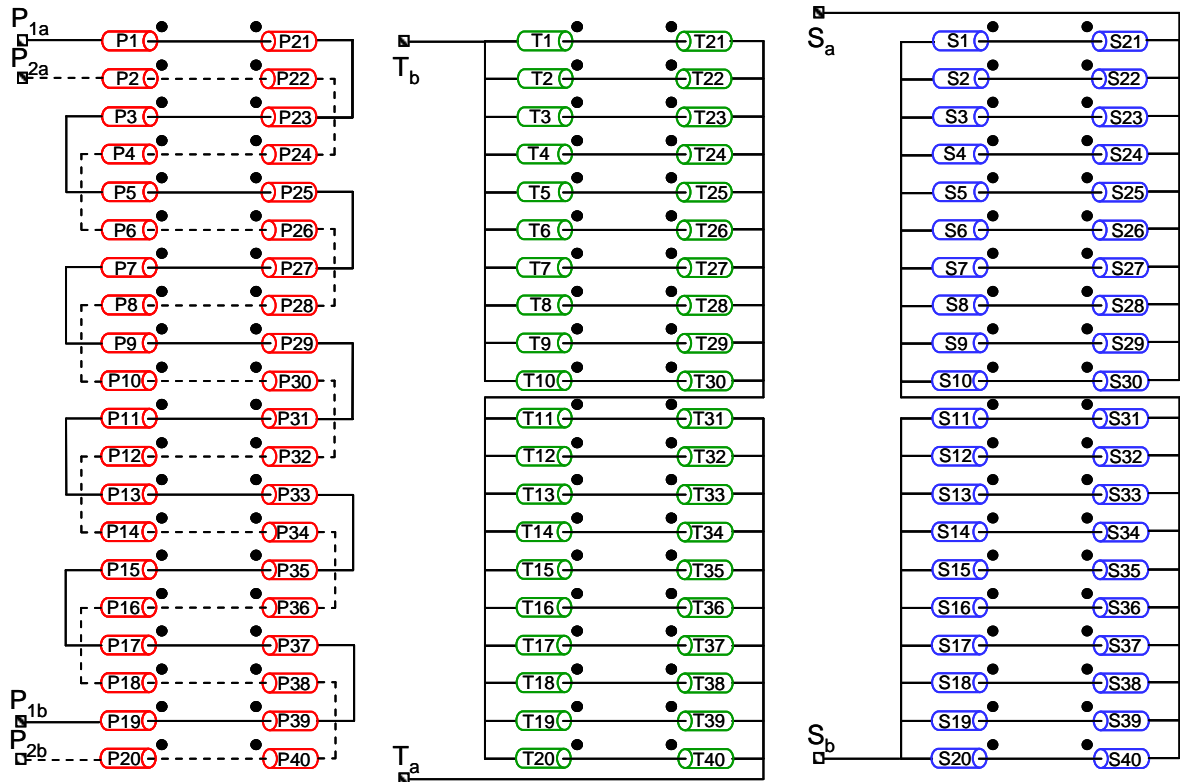 P1a P1 P21 Tb T1 T21 Sa S1 S21
P2a P2 P22 T2 T22 S2 S22
P3 P23 T3 T23 S3 S23
P4 P24 T4 T24 S4 S24
P5 P25 T5 T25 S5 S25
P6 P26 T6 T26 S6 S26
P7 P27 T7 T27 S7 S27
P8 P28 T8 T28 S8 S28
P9 P29 T9 T29 S9 S29
P10 P30 T10 T30 S10 S30
P11 P31 T11 T31 S11 S31
P12 P32 T12 T32 S12 S32
P13 P33 T13 T33 S13 S33
P14 P34 T14 T34 S14 S34
P15 P35 T15 T35 S15 S35
P16 P36 T16 T36 S16 S36
P17 P37 T17 T37 S17 S37
P18 P38 T18 T38 S18 S38
P1b P19 P39 T19 T39 S19 S39
P2b P20 P40 Ta T20 T40 Sb S20 S40